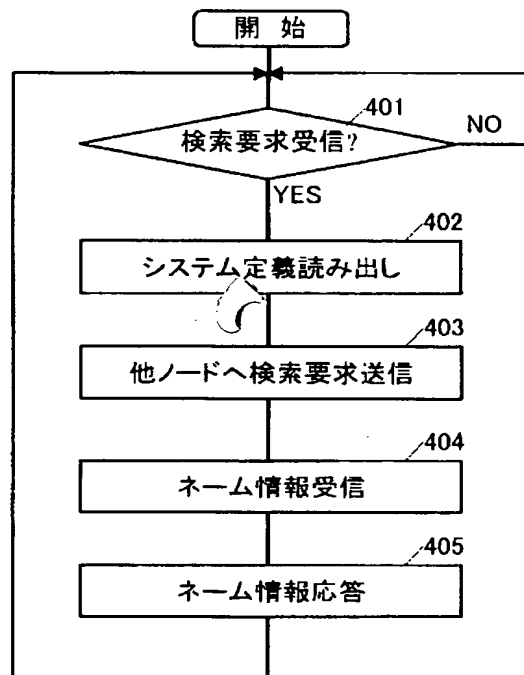 開 始
401
検索要求受信?
NO
YES
402
システム定義読み出し
403
他ノードへ検索要求送信
404
ネーム情報受信
405
ネーム情報応答